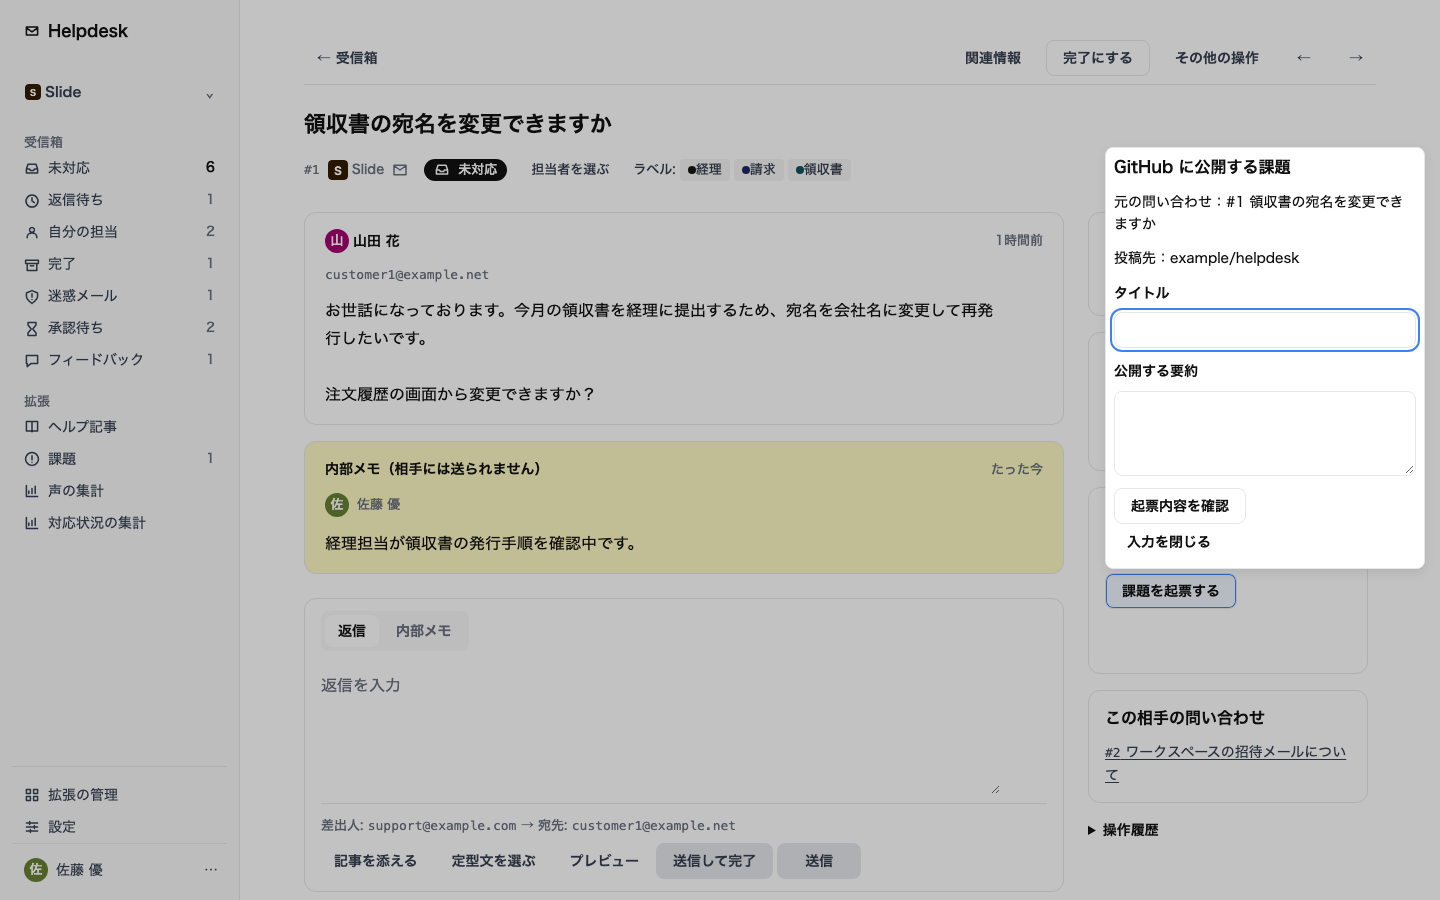 Helpdesk
S Slide
受信箱
未対応 6
返信待ち 1
自分の担当 2
完了 1
迷惑メール 1
承認待ち 2
フィードバック 1
拡張
ヘルプ記事
課題 1
声の集計
対応状況の集計
拡張の管理
設定
佐 佐藤 優 …
← 受信箱
関連情報 完了にする その他の操作 ← →
領収書の宛名を変更できますか
#1 S Slide 未対応 担当者を選ぶ ラベル: 経理 請求 領収書
山 山田 花 1時間前
customer1@example.net
お世話になっております。今月の領収書を経理に提出するため、宛名を会社名に変更して再発
行したいです。
注文履歴の画面から変更できますか？
内部メモ（相手には送られません） たった今
佐 佐藤 優
経理担当が領収書の発行手順を確認中です。
返信 内部メモ
返信を入力
差出人: support@example.com → 宛先: customer1@example.net
記事を添える 定型文を選ぶ プレビュー 送信して完了 送信
GitHub に公開する課題
元の問い合わせ：#1 領収書の宛名を変更でき
ますか
投稿先：example/helpdesk
タイトル
公開する要約
起票内容を確認
入力を閉じる
課題を起票する
この相手の問い合わせ
#2 ワークスペースの招待メールについ
て
▶ 操作履歴